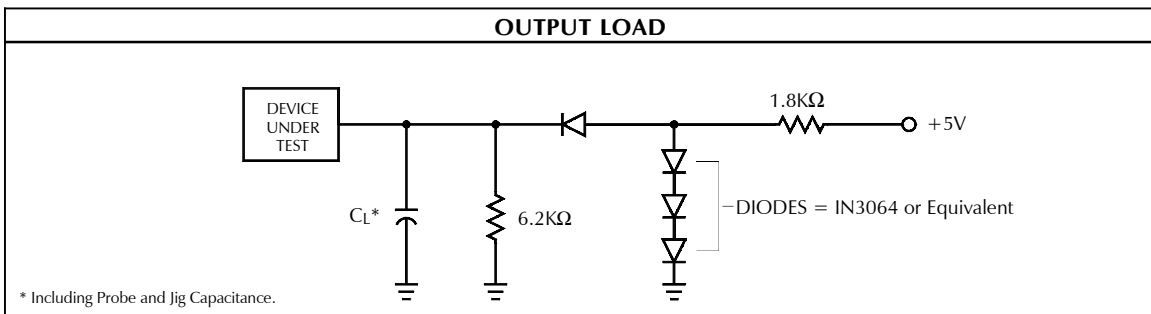 OUTPUT LOAD
DEVICE
UNDER
TEST
1.8KΩ
+5V
CL*
6.2KΩ
DIODES = IN3064 or Equivalent
* Including Probe and Jig Capacitance.